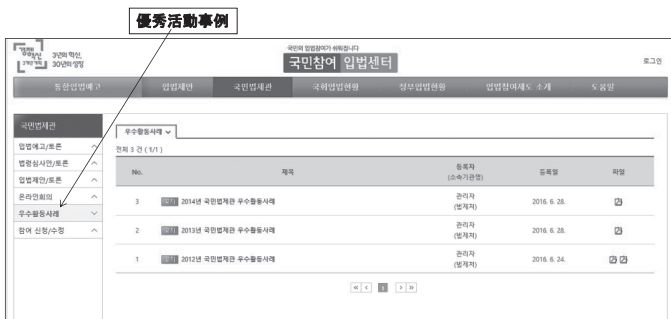 優秀活動事例
3년의 혁신,
30년의 성장
국민의 입법참여가 쉬워집니다
국민참여 입법센터
로그인
통합입법예고 입법제안 국민법제관 국회입법현황 정부입법현황 입법참여제도 소개 도움말
국민법제관
입법예고/토론
법령심사안/토론
입법제안/토론
온라인회의
우수활동사례
참여 신청/수정
우수활동사례
전체 3 건 ( 1/1 )
No. 제목 등록자 (소속기관명) 등록일 파일
3 2014년 국민법제관 우수활동사례 관리자 (법제처) 2016. 6. 28.
2 2013년 국민법제관 우수활동사례 관리자 (법제처) 2016. 6. 28.
1 2012년 국민법제관 우수활동사례 관리자 (법제처) 2016. 6. 24.
« < 1 > »